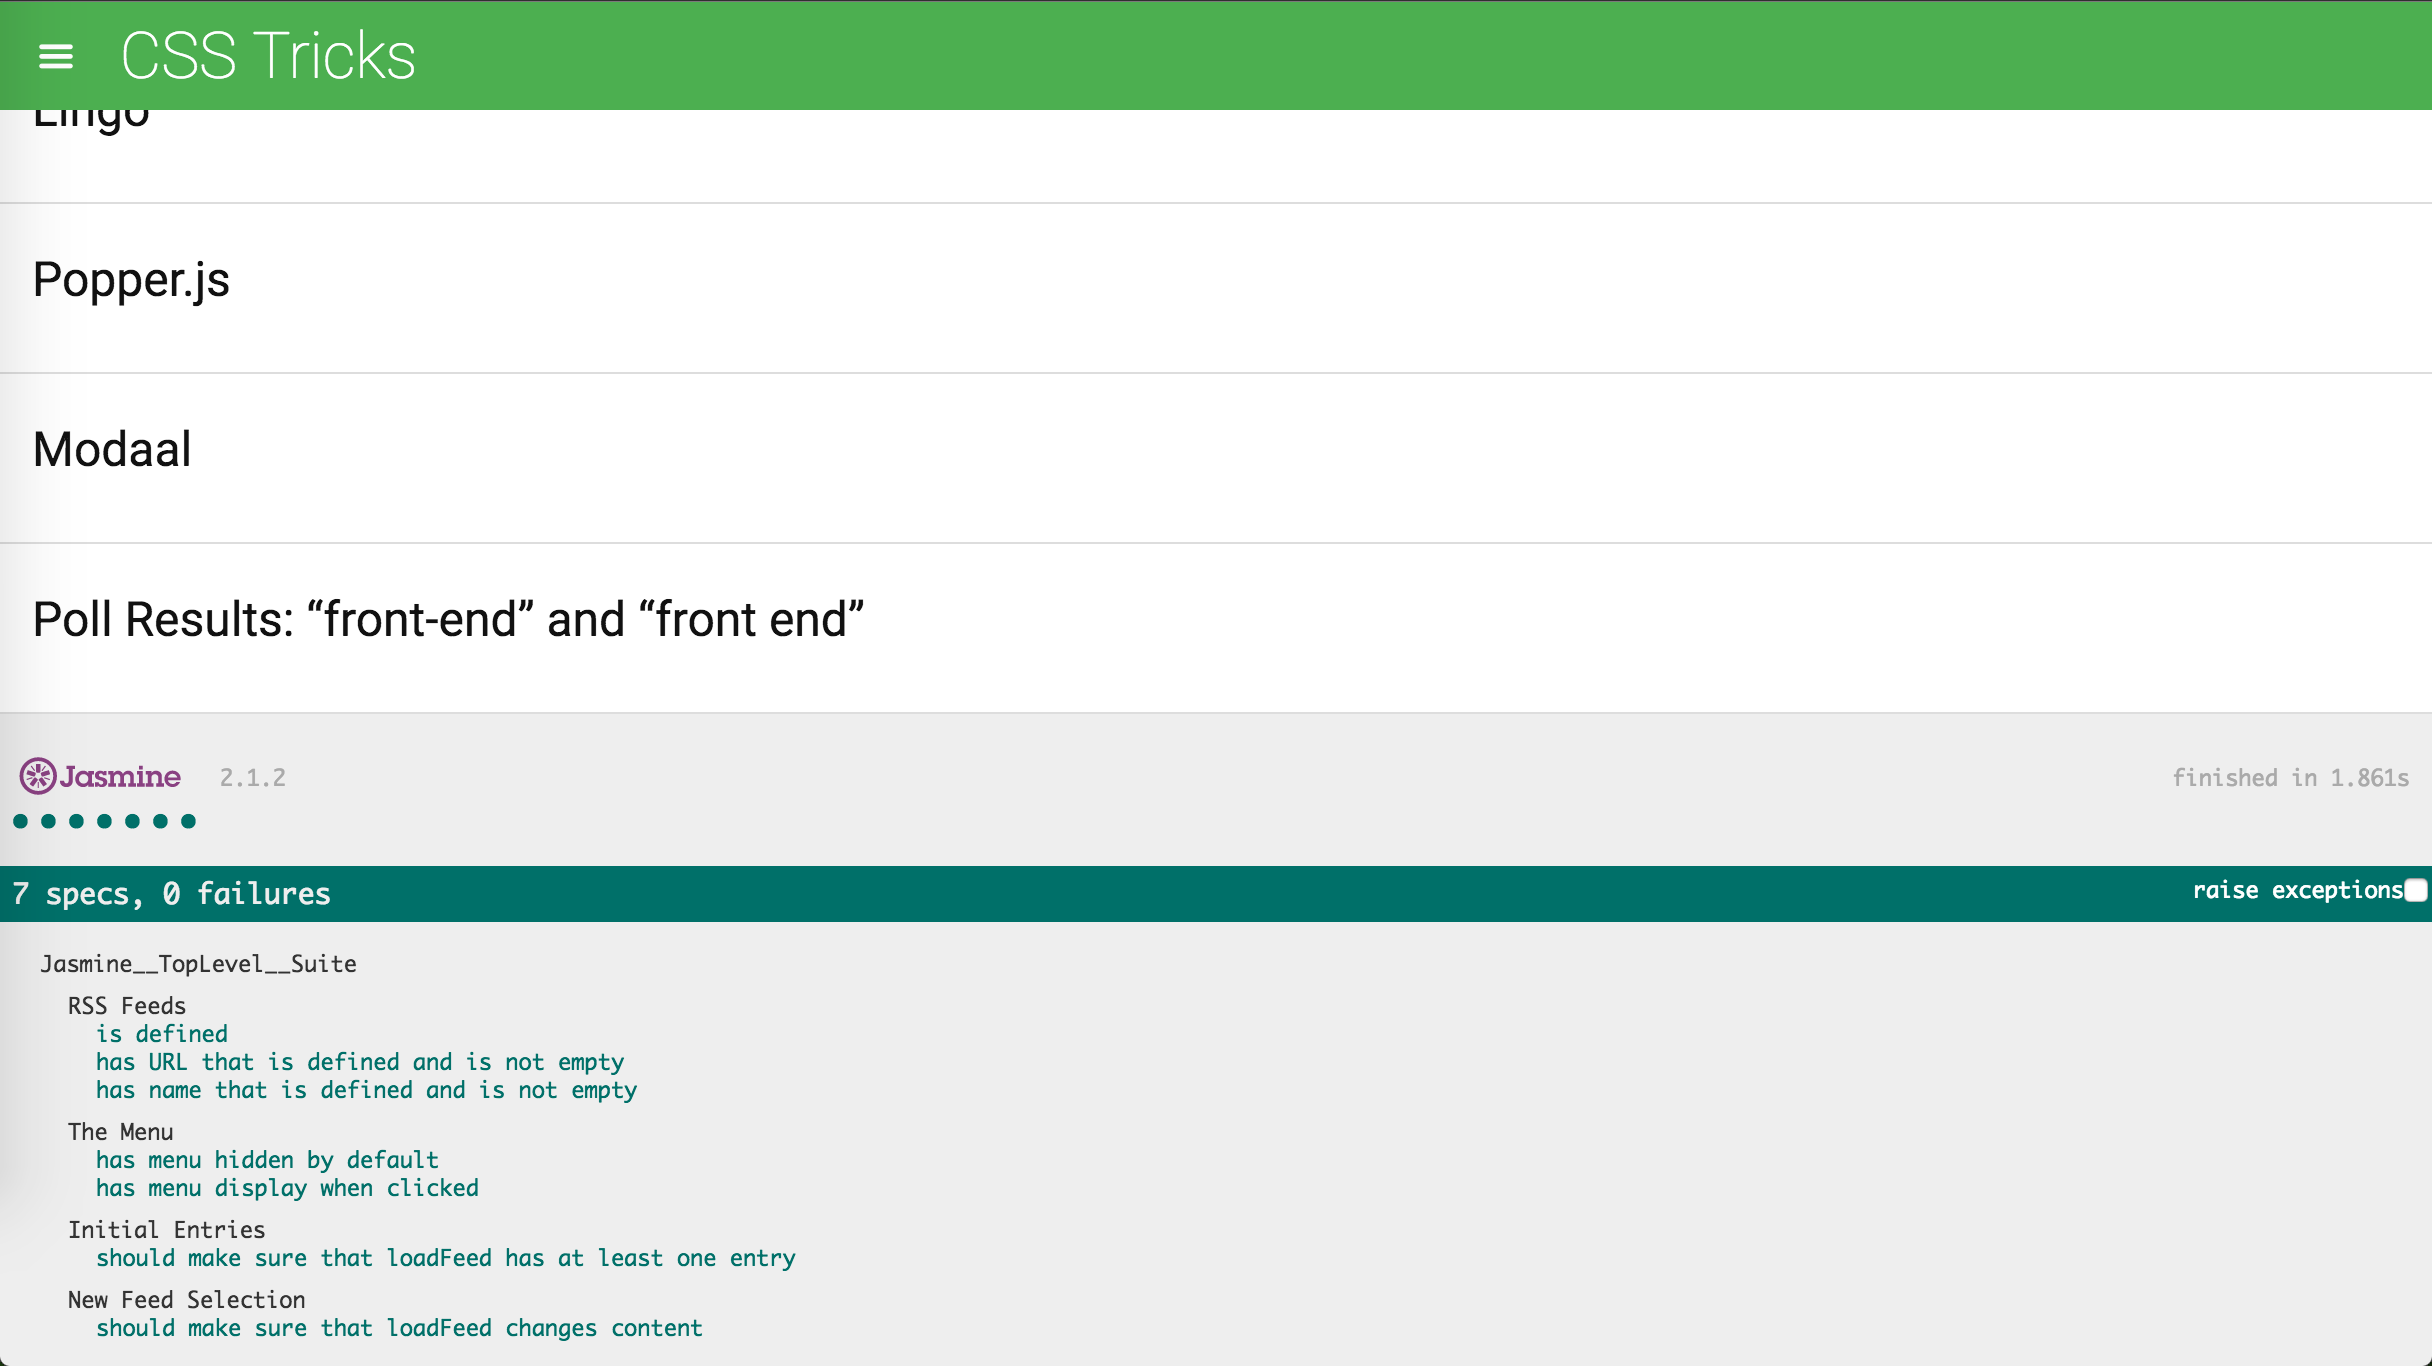 CSS Tricks
Lingo
Popper.js
Modaal
Poll Results: “front-end” and “front end”
Jasmine 2.1.2 finished in 1.861s
7 specs, 0 failures raise exceptions
Jasmine__TopLevel__Suite
RSS Feeds
is defined
has URL that is defined and is not empty
has name that is defined and is not empty
The Menu
has menu hidden by default
has menu display when clicked
Initial Entries
should make sure that loadFeed has at least one entry
New Feed Selection
should make sure that loadFeed changes content